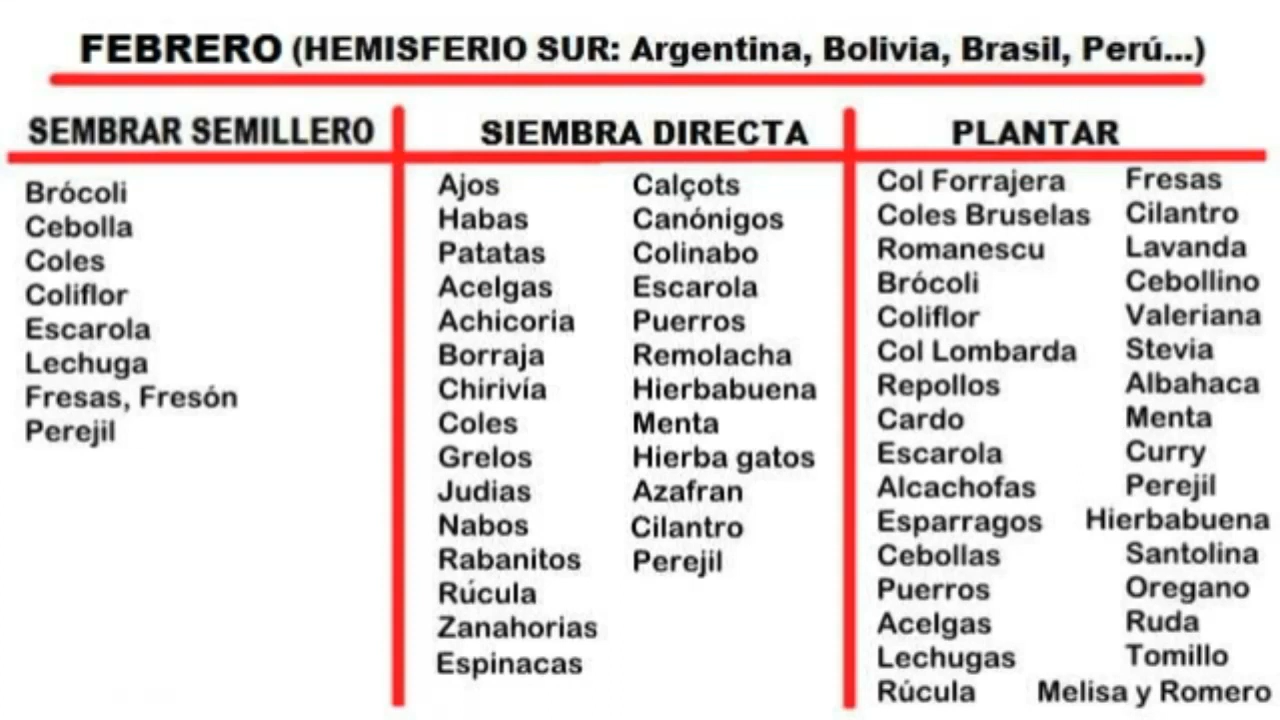 FEBRERO (HEMISFERIO SUR: Argentina, Bolivia, Brasil, Perú...)
SEMBRAR SEMILLERO
Brócoli
Cebolla
Coles
Coliflor
Escarola
Lechuga
Fresas, Fresón
Perejil
SIEMBRA DIRECTA
Ajos
Habas
Patatas
Acelgas
Achicoria
Borraja
Chirivía
Coles
Grelos
Judias
Nabos
Rabanitos
Rúcula
Zanahorias
Espinacas
Calçots
Canónigos
Colinabo
Escarola
Puerros
Remolacha
Hierbabuena
Menta
Hierba gatos
Azafran
Cilantro
Perejil
PLANTAR
Col Forrajera
Coles Bruselas
Romanescu
Brócoli
Coliflor
Col Lombarda
Repollos
Cardo
Escarola
Alcachofas
Esparragos
Cebollas
Puerros
Acelgas
Lechugas
Rúcula
Fresas
Cilantro
Lavanda
Cebollino
Valeriana
Stevia
Albahaca
Menta
Curry
Perejil
Hierbabuena
Santolina
Oregano
Ruda
Tomillo
Melisa y Romero